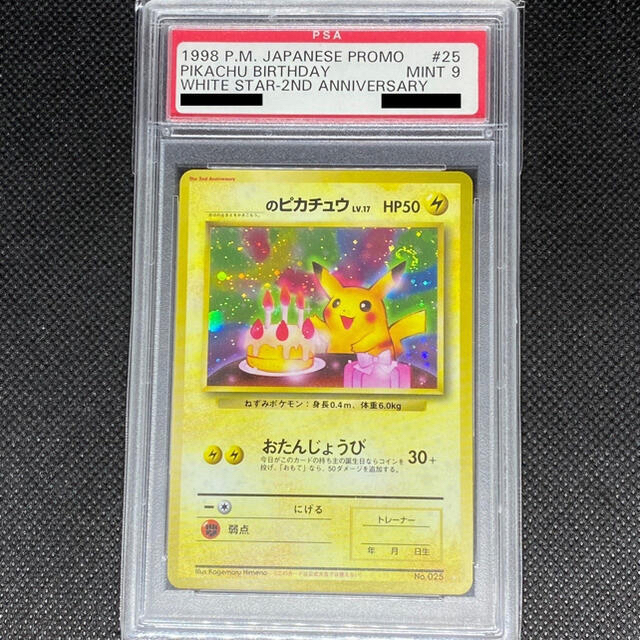 PSA
1998 P.M. JAPANESE PROMO #25
PIKACHU BIRTHDAY MINT 9
WHITE STAR-2ND ANNIVERSARY
The 2nd Anniversary
のピカチュウ LV.17 HP50
ねずみポケモン：身長0.4m、体重6.0kg
おたんじょうび 30+
今日がこのカードの持ち主の誕生日ならコインを
投げ、「おもて」なら、50ダメージを追加する。
にげる
弱点
トレーナー
年 月 日生
Illus. Kagemaru Himeno
No.025